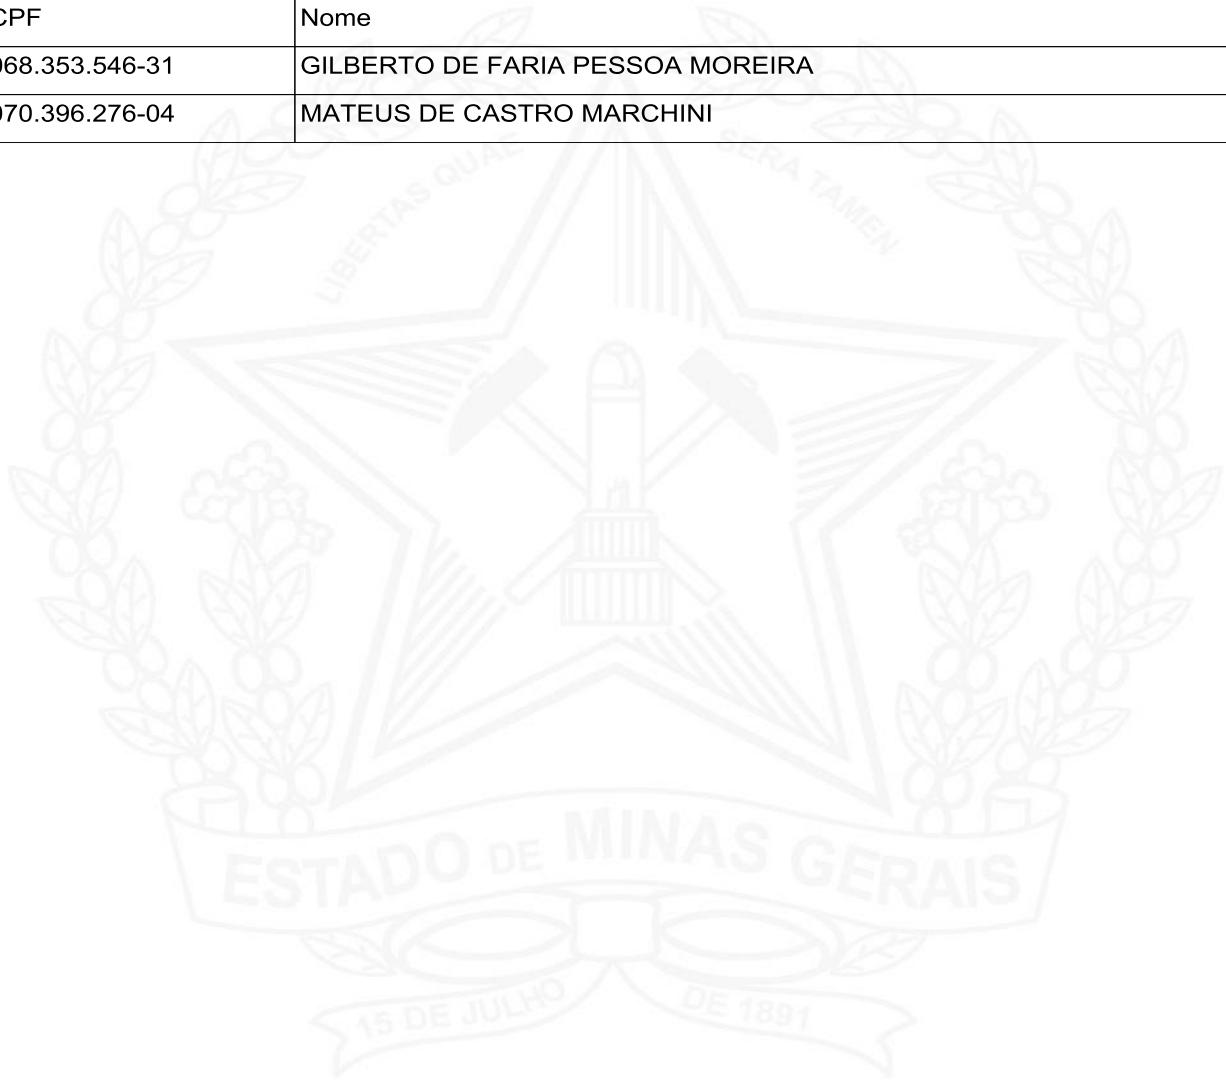 CPF Nome
068.353.546-31 GILBERTO DE FARIA PESSOA MOREIRA
070.396.276-04 MATEUS DE CASTRO MARCHINI
LIBERTAS QUAE SERA TAMEN
ESTADO DE MINAS GERAIS
15 DE JULHO DE 1891